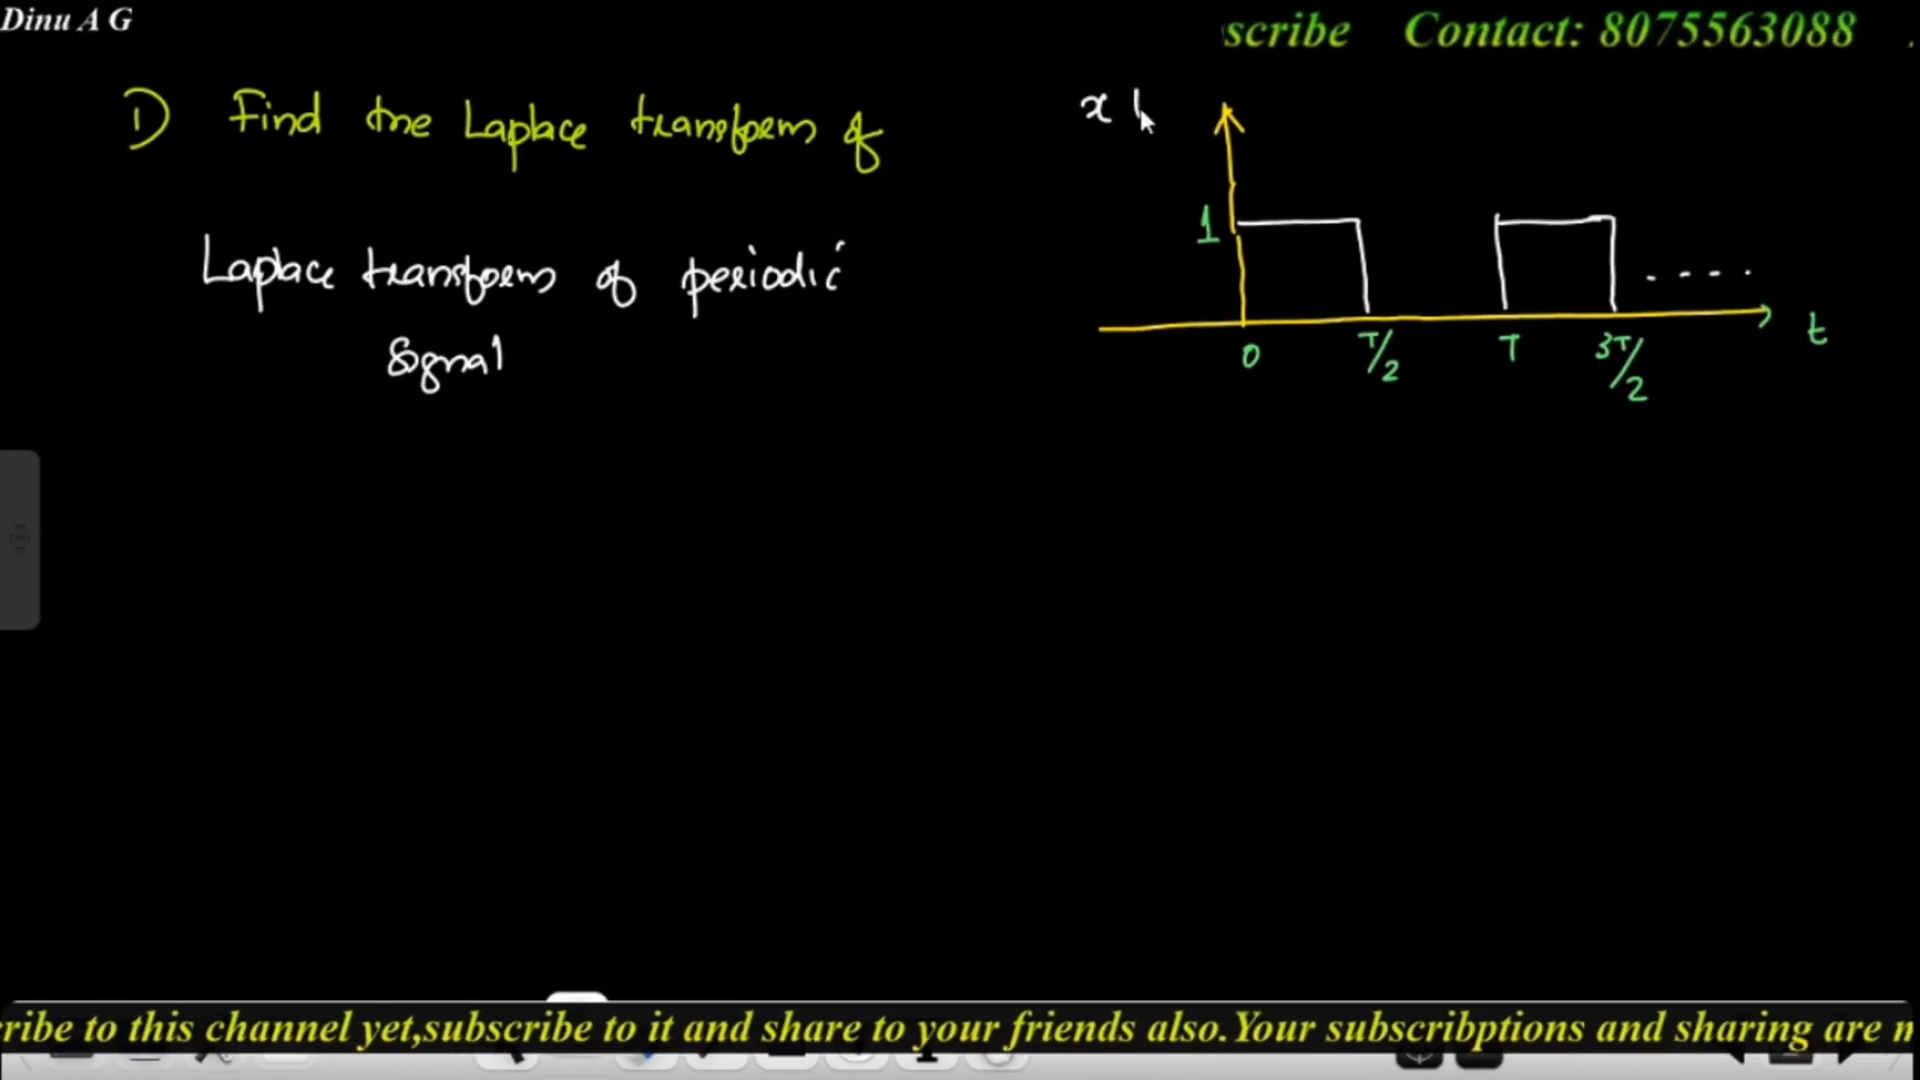 Dinu A G
scribe Contact: 8075563088 .
1) Find the Laplace transform of
x
Laplace transform of periodic
signal
1
0 T/2 T 3T/2 t
ribe to this channel yet,subscribe to it and share to your friends also.Your subscribptions and sharing are m